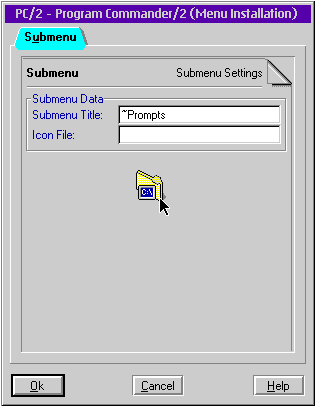 PC/2 - Program Commander/2 (Menu Installation)
Submenu
Submenu Submenu Settings
Submenu Data
Submenu Title: ~Prompts
Icon File:
C:\
Ok Cancel Help